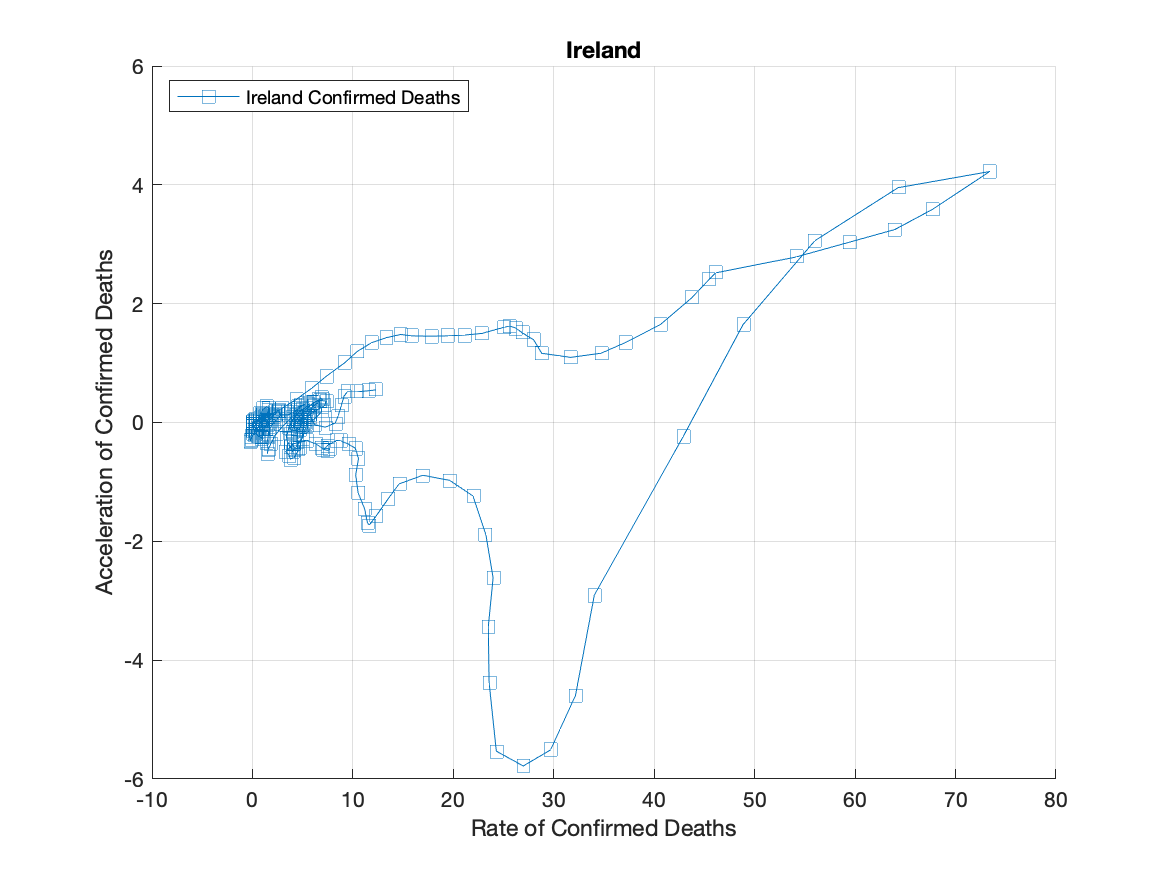 Ireland
Ireland Confirmed Deaths
6
4
2
0
-2
-4
-6
Acceleration of Confirmed Deaths
-10 0 10 20 30 40 50 60 70 80
Rate of Confirmed Deaths